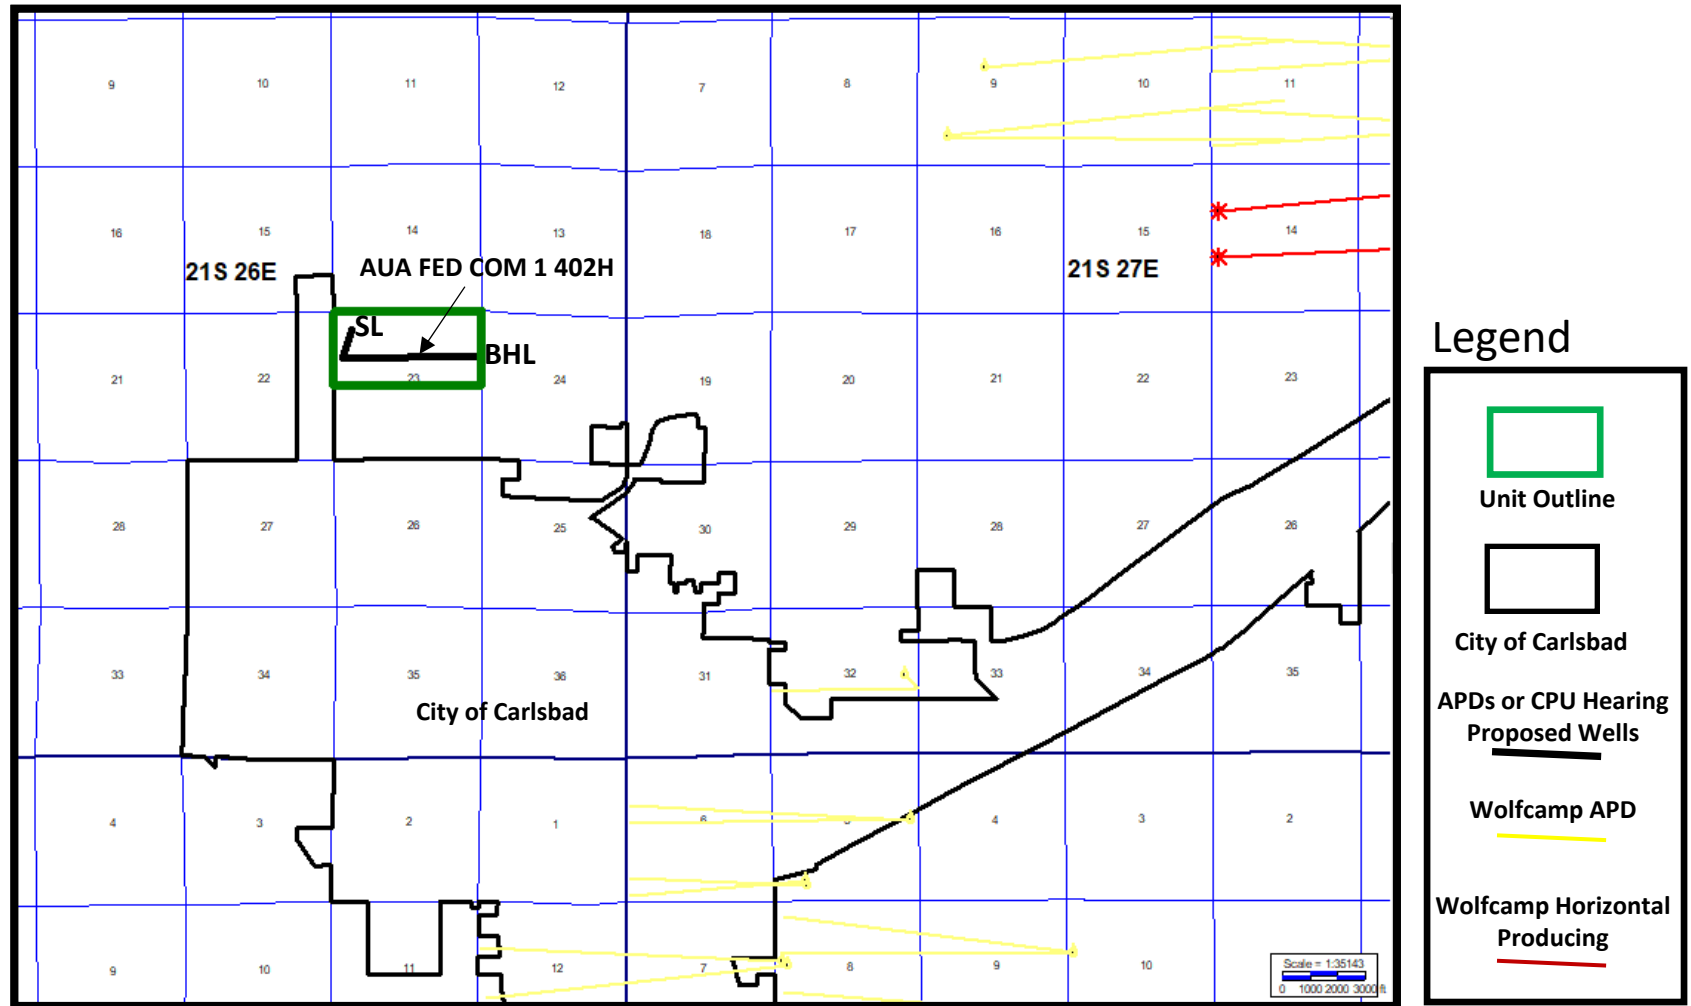 9 10 11 12 7 8 9 10 11
16 15 14 13 18 17 16 15 14
21S 26E AUA FED COM 1 402H 21S 27E
SL
BHL
21 22 23 24 19 20 21 22 23
28 27 26 25 30 29 28 27 26
33 34 35 36 31 32 33 34 35
City of Carlsbad
4 3 2 1 6 4 3 2
9 10 11 12 7 8 9 10
Scale = 1:35143
0 1000 2000 3000 ft
Legend
Unit Outline
City of Carlsbad
APDs or CPU Hearing
Proposed Wells
Wolfcamp APD
Wolfcamp Horizontal
Producing